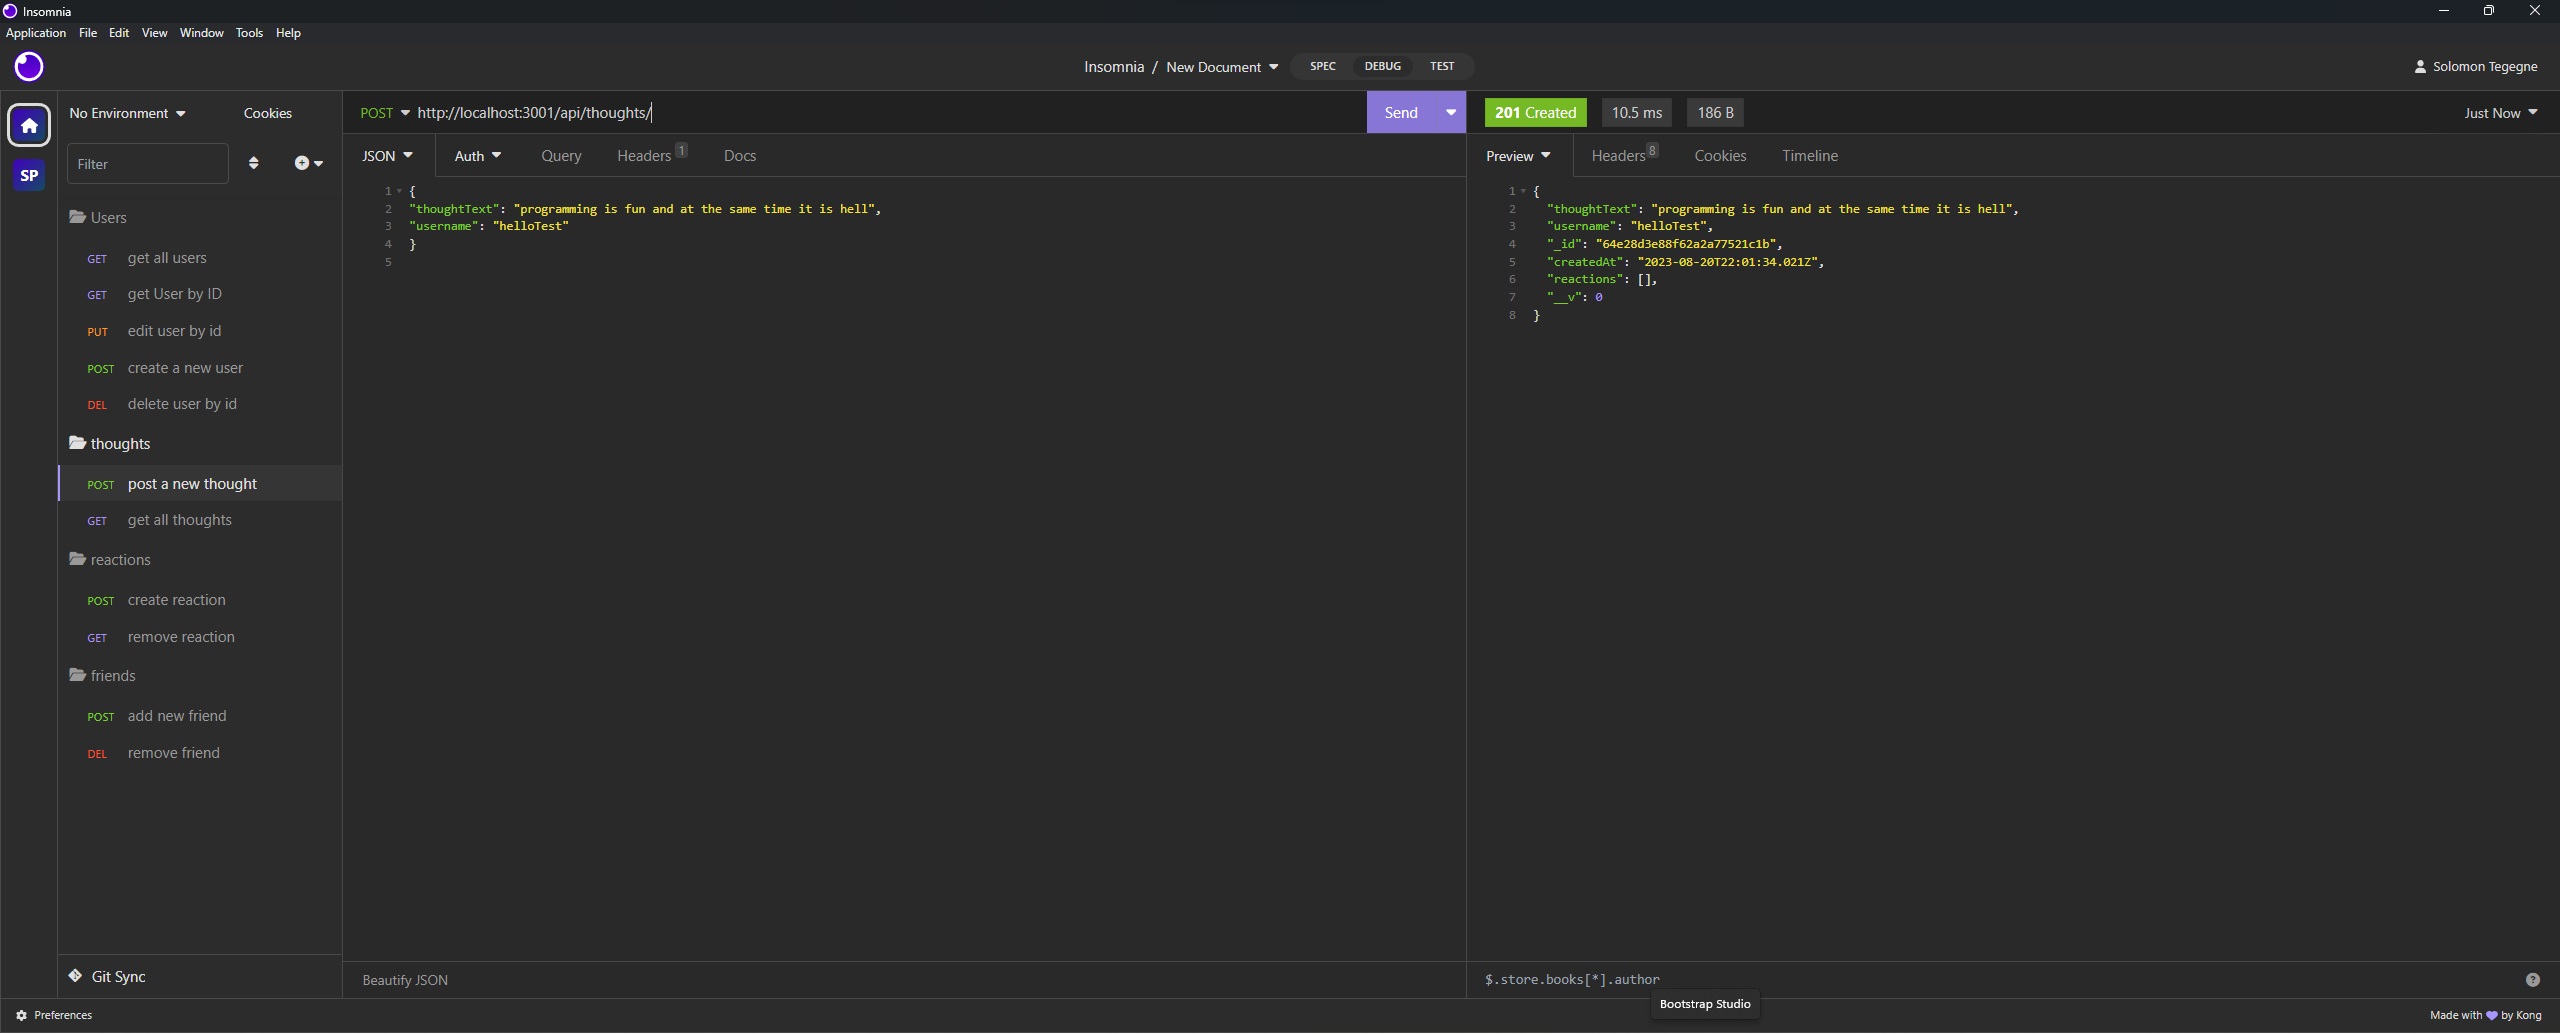 Insomnia
Application File Edit View Window Tools Help
Insomnia / New Document SPEC DEBUG TEST
Solomon Tegegne
No Environment Cookies
POST http://localhost:3001/api/thoughts/ Send
201 Created 10.5 ms 186 B Just Now
SP
Filter
JSON Auth Query Headers 1 Docs
Preview Headers 8 Cookies Timeline
Users
GET get all users
GET get User by ID
PUT edit user by id
POST create a new user
DEL delete user by id
thoughts
POST post a new thought
GET get all thoughts
reactions
POST create reaction
GET remove reaction
friends
POST add new friend
DEL remove friend
1 {
2 "thoughtText": "programming is fun and at the same time it is hell",
3 "username": "helloTest"
4 }
5
1 {
2 "thoughtText": "programming is fun and at the same time it is hell",
3 "username": "helloTest",
4 "_id": "64e28d3e88f62a2a77521c1b",
5 "createdAt": "2023-08-20T22:01:34.021Z",
6 "reactions": [],
7 "__v": 0
8 }
Git Sync
Beautify JSON
$.store.books[*].author
?
Bootstrap Studio
Preferences
Made with 💜 by Kong